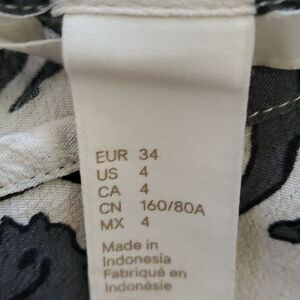 EUR 34
US 4
CA 4
CN 160/80A
MX 4
Made in
Indonesia
Fabriqué en
Indonésie